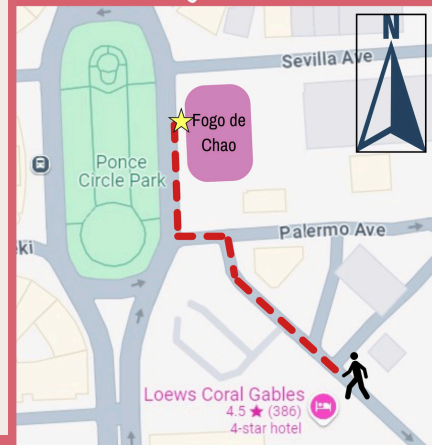 N
Sevilla Ave
Fogo de
Chao
Ponce
Circle Park
Palermo Ave
ki
Loews Coral Gables
4.5 ★ (386)
4-star hotel